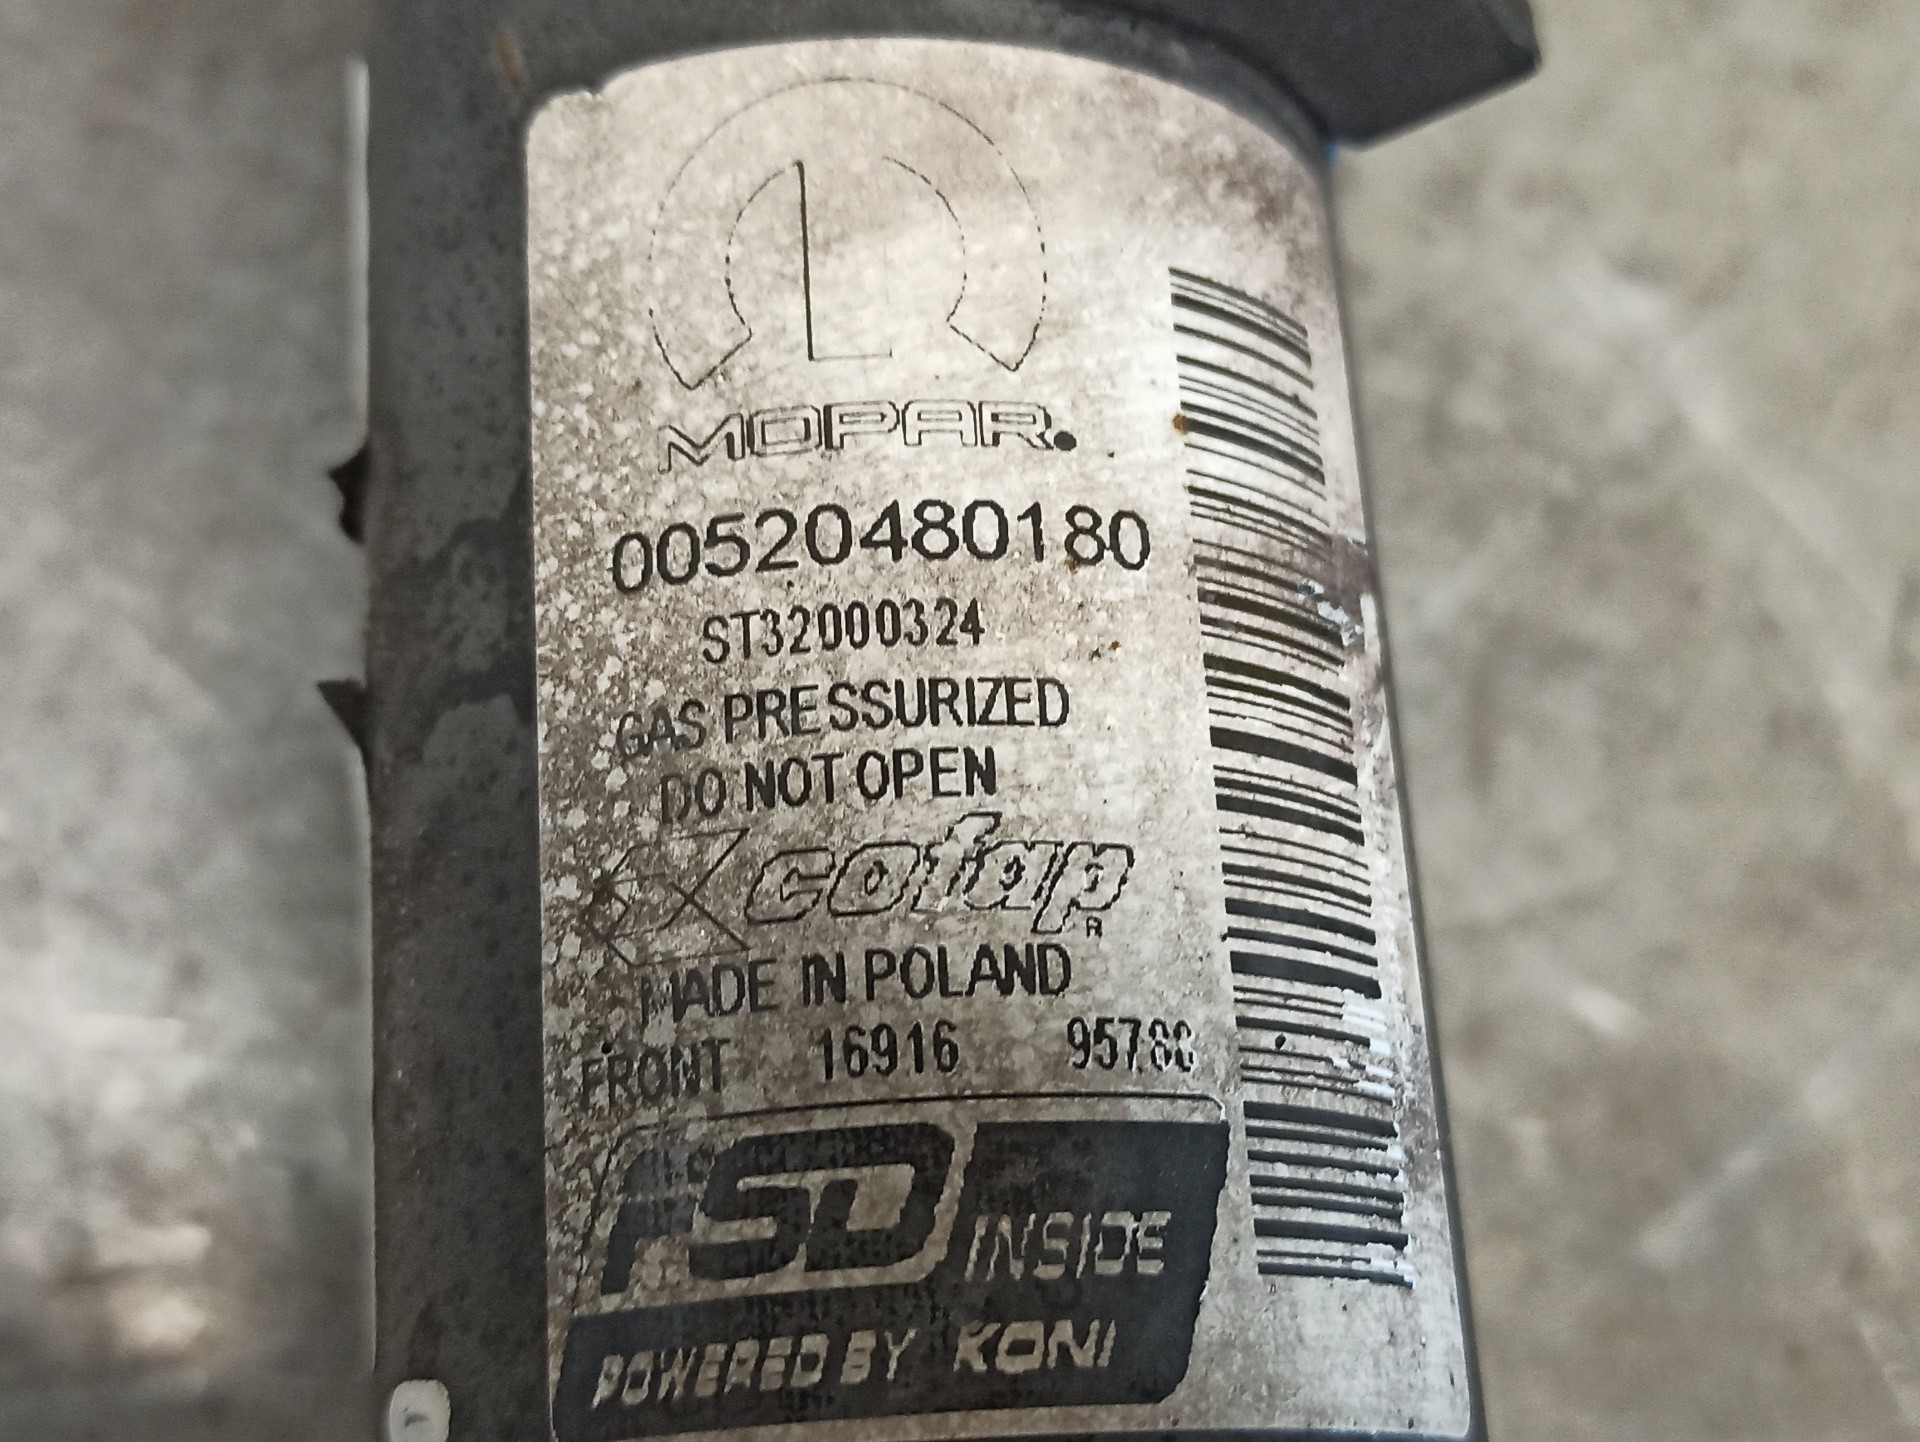 MOPAR.
00520480180
ST32000324
GAS PRESSURIZED
DO NOT OPEN
cofap
R
MADE IN POLAND
FRONT 16916
FSD INSIDE
POWERED BY KONI